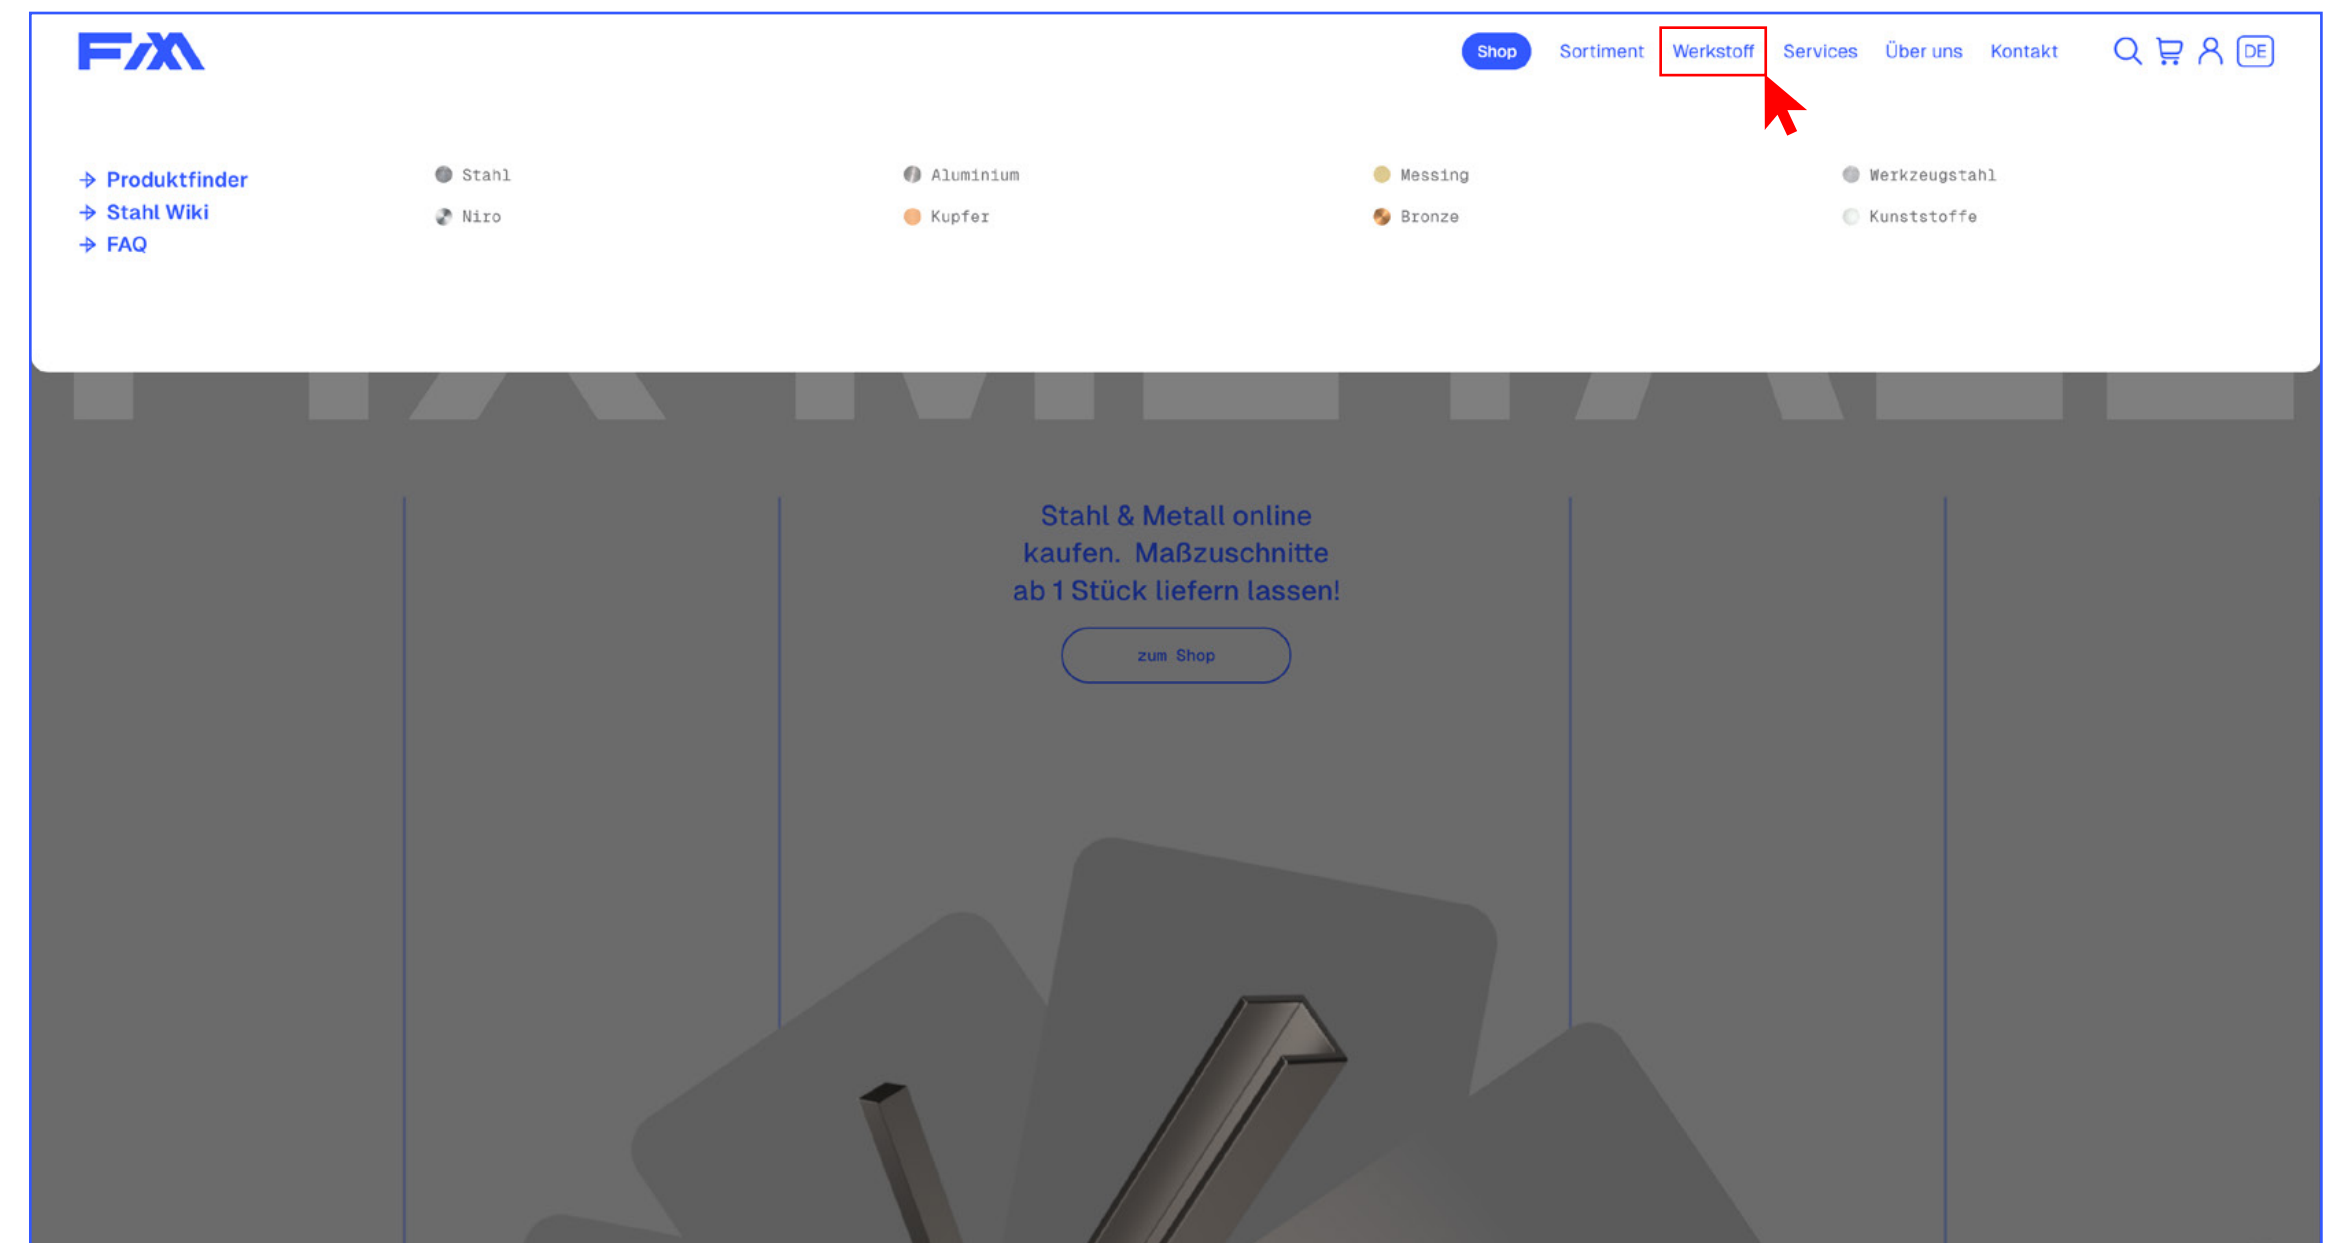 FM
Shop Sortiment Werkstoff Services Über uns Kontakt DE
Produktfinder
Stahl Wiki
FAQ
Stahl Aluminium Messing Werkzeugstahl
Niro Kupfer Bronze Kunststoffe
Stahl & Metall online
kaufen. Maßzuschnitte
ab 1 Stück liefern lassen!
zum Shop